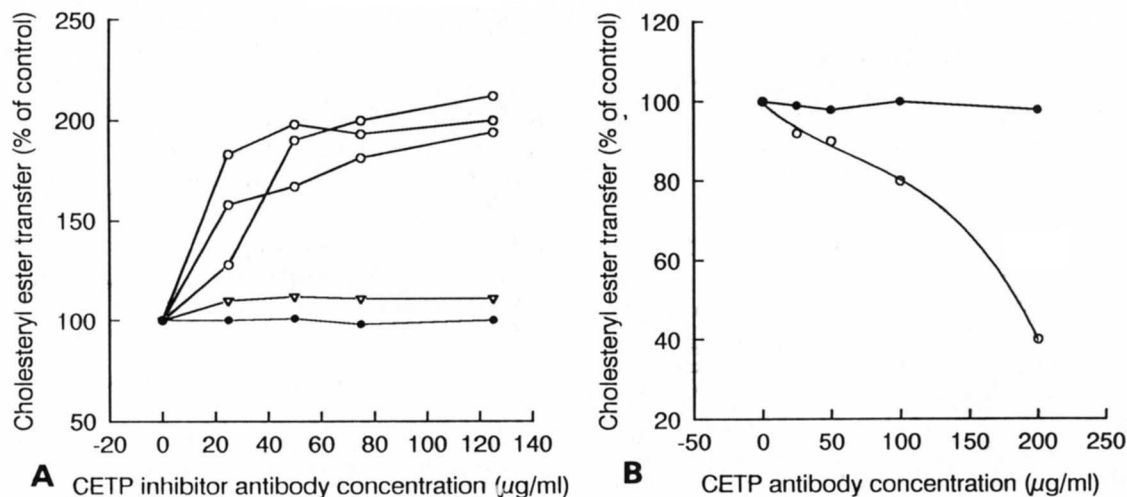 250
200
150
100
50
-20 0 20 40 60 80 100 120 140
Cholesteryl ester transfer (% of control)
A CETP inhibitor antibody concentration (µg/ml)
120
100
80
60
40
20
-50 0 50 100 150 200 250
Cholesteryl ester transfer (% of control)
B CETP antibody concentration (µg/ml)